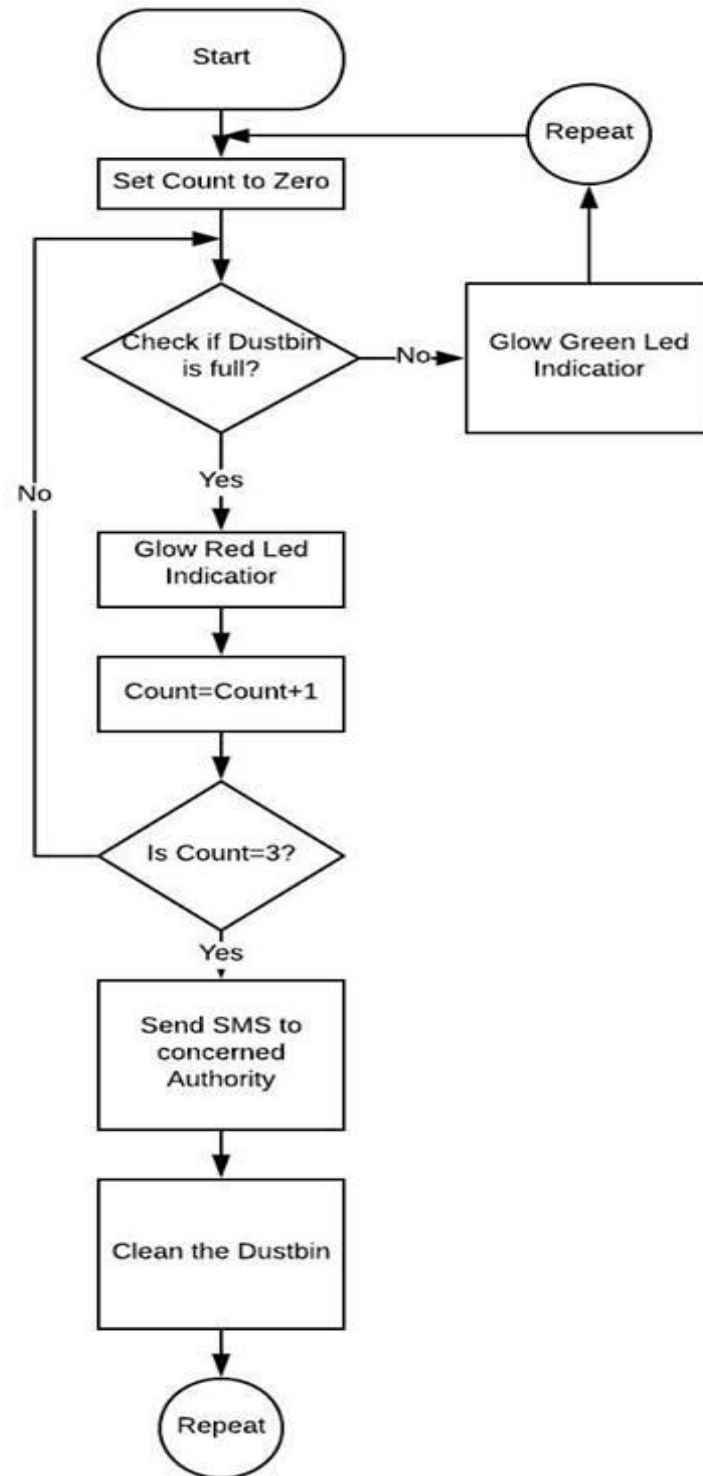 Start
Repeat
Set Count to Zero
Check if Dustbin
is full?
No
Glow Green Led
Indicatior
Yes
No
Glow Red Led
Indicatior
Count=Count+1
Is Count=3?
Yes
Send SMS to
concerned
Authority
Clean the Dustbin
Repeat